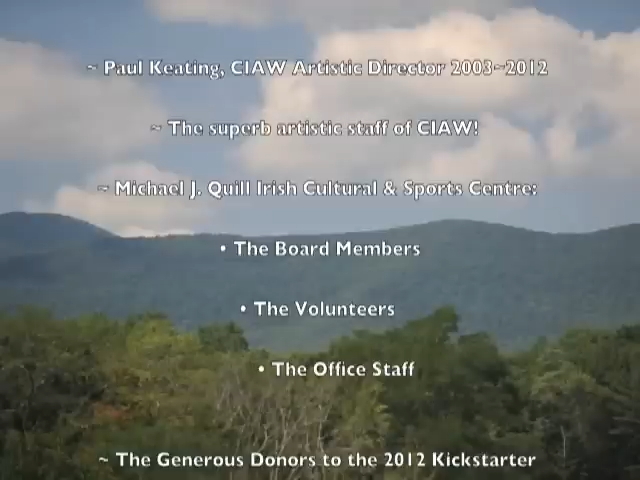 ~ Paul Keating, CIAW Artistic Director 2003~2012
~ The superb artistic staff of CIAW!
~ Michael J. Quill Irish Cultural & Sports Centre:
• The Board Members
• The Volunteers
• The Office Staff
~ The Generous Donors to the 2012 Kickstarter